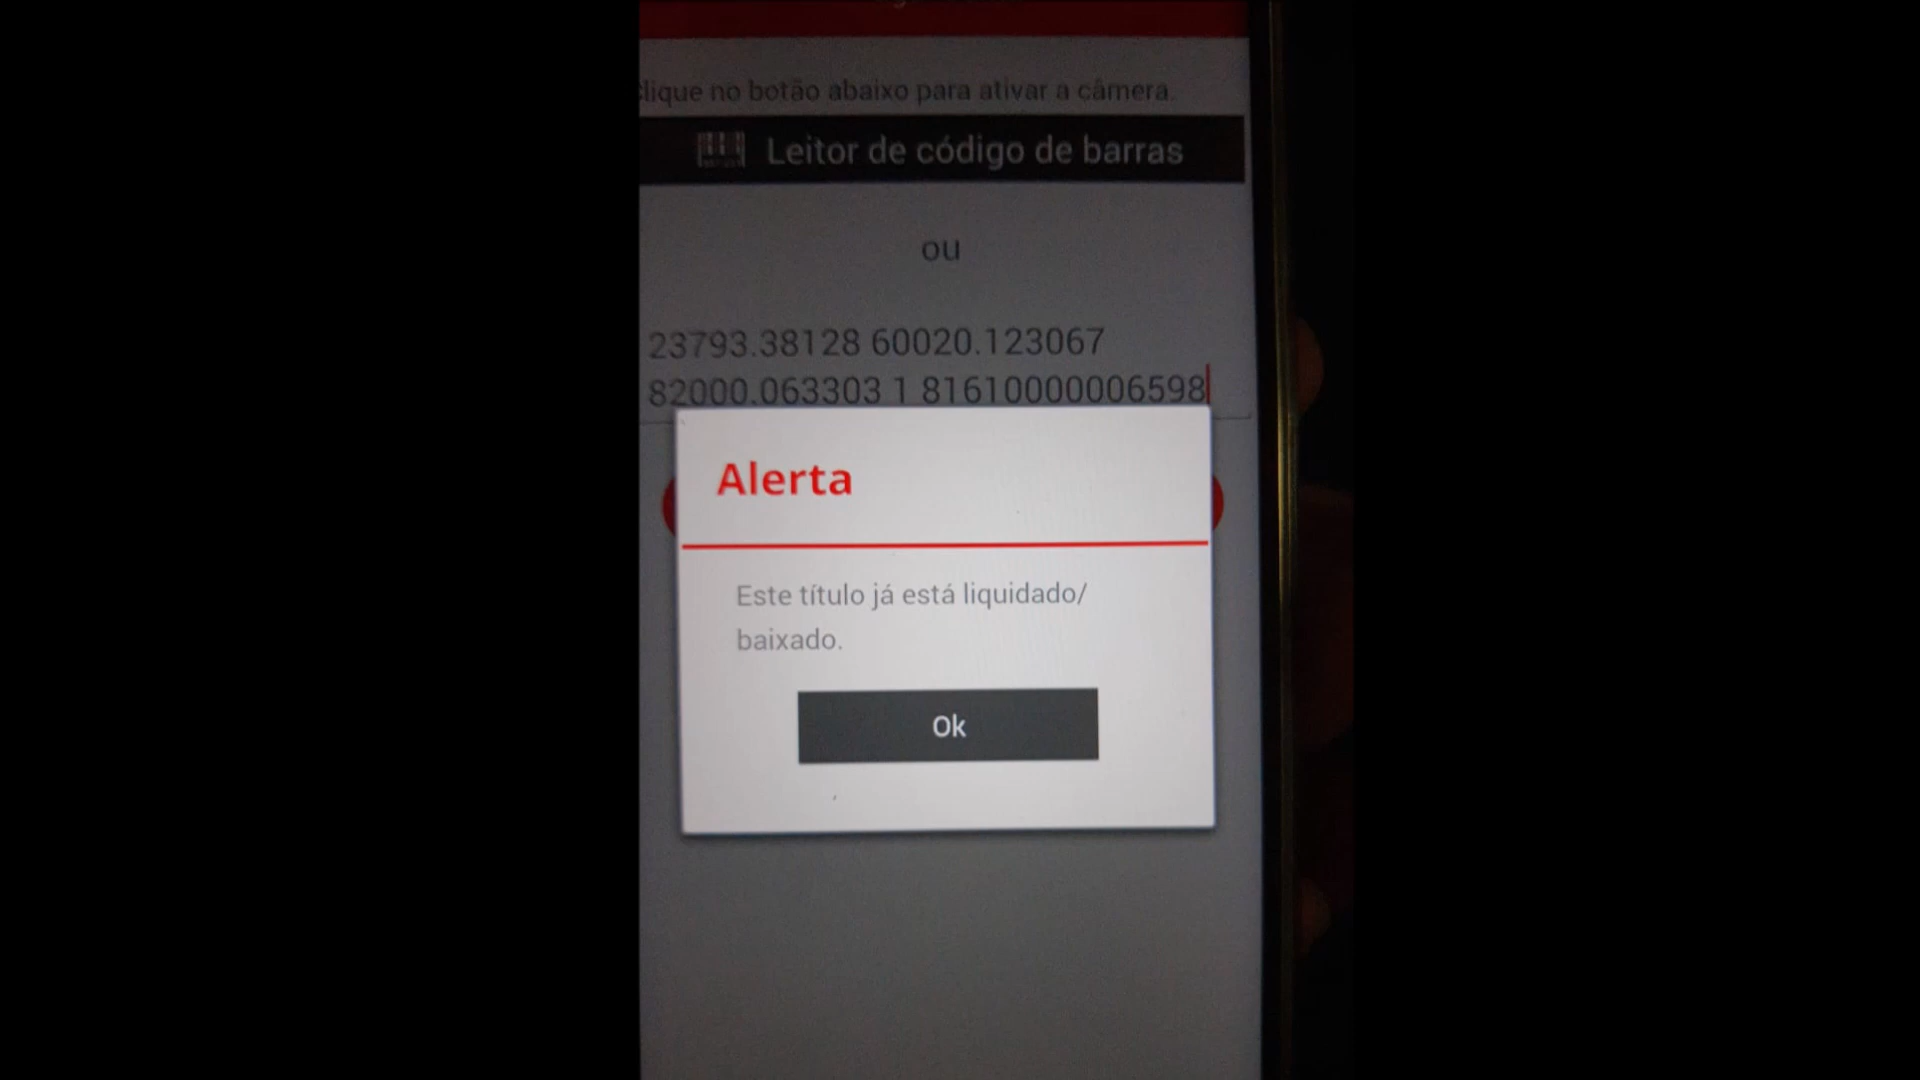 lique no botão abaixo para ativar a câmera.
Leitor de código de barras
ou
23793.38128 60020.123067
82000.063303 1 81610000006598
Alerta
Este título já está liquidado/
baixado.
Ok